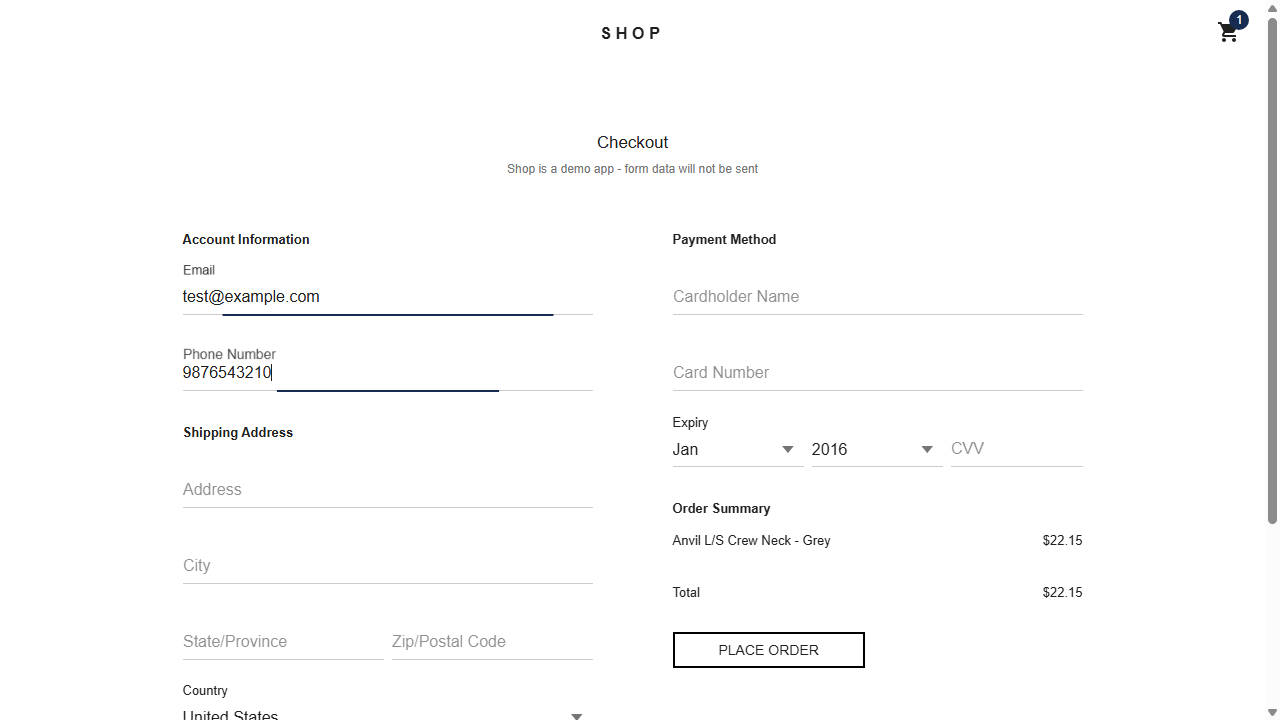 SHOP
1
Checkout
Shop is a demo app - form data will not be sent
Account Information
Email
test@example.com
Phone Number
9876543210
Shipping Address
Address
City
State/Province Zip/Postal Code
Country
United States
Payment Method
Cardholder Name
Card Number
Expiry
Jan 2016 CVV
Order Summary
Anvil L/S Crew Neck - Grey $22.15
Total $22.15
PLACE ORDER